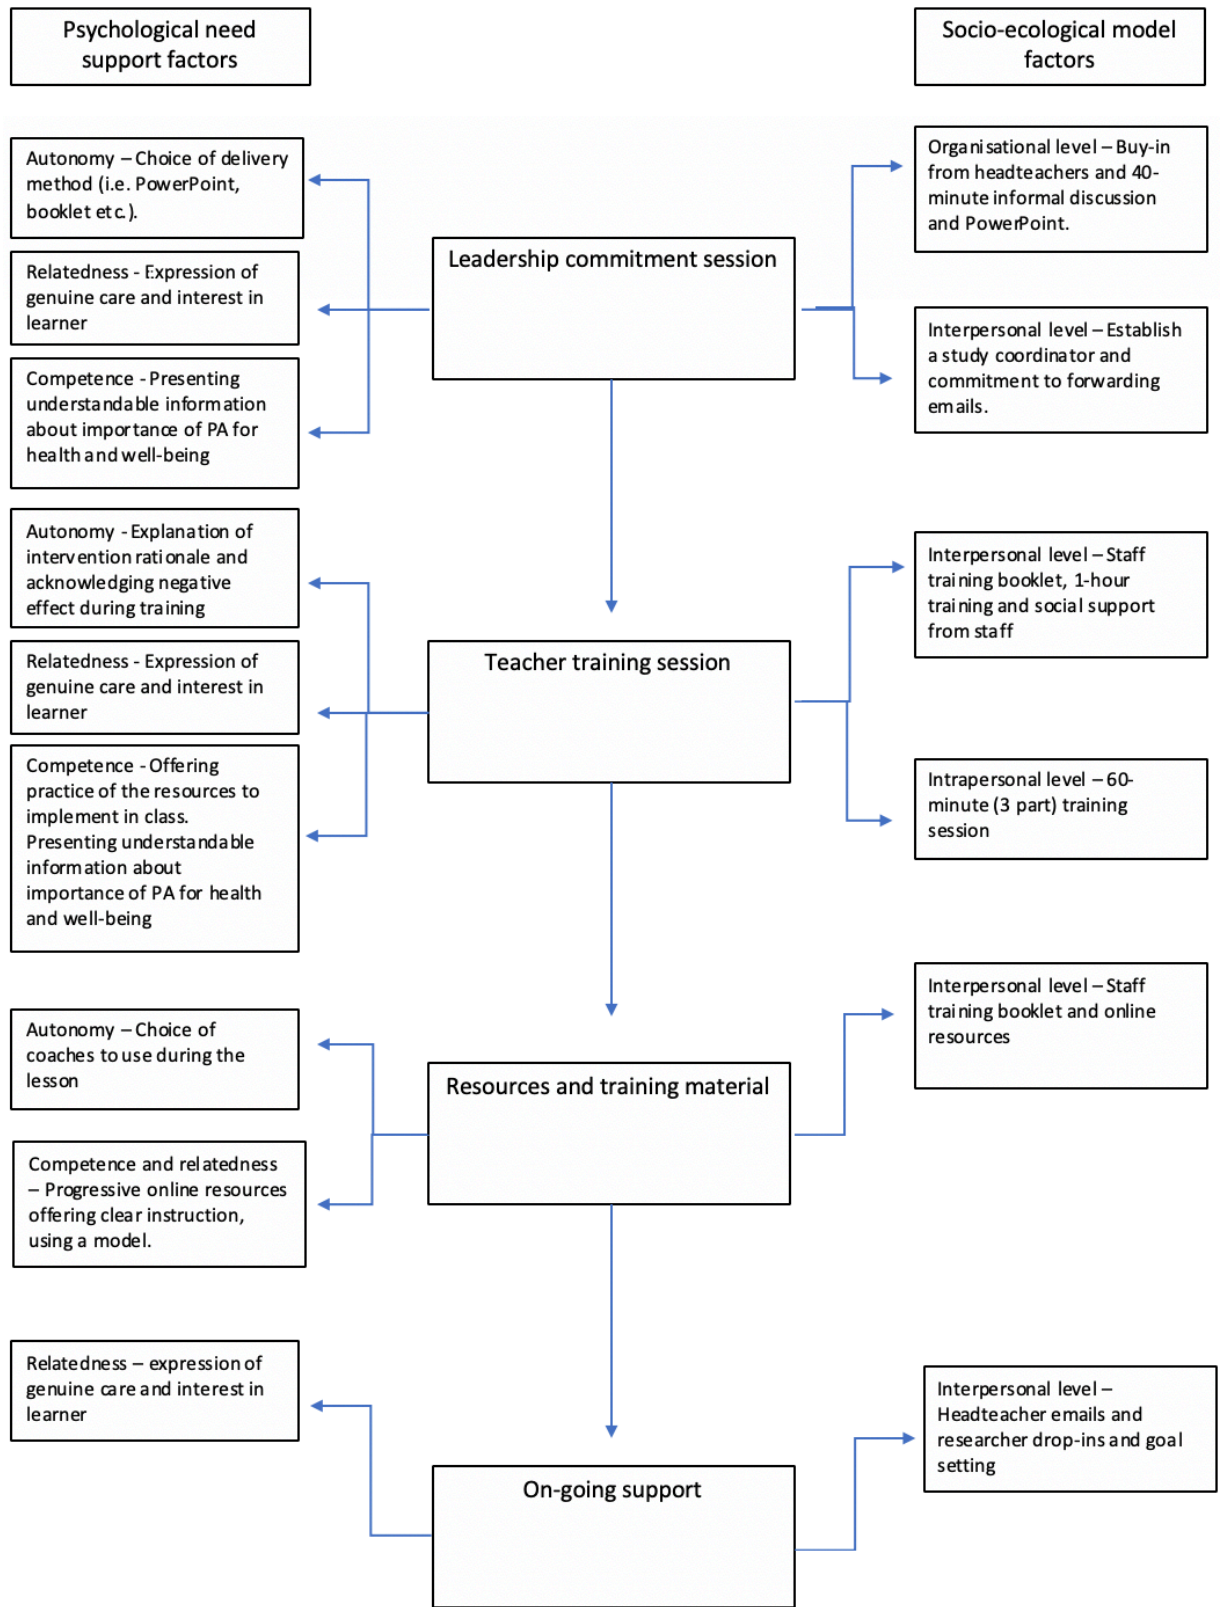 Psychological need
support factors
Socio-ecological model
factors
Autonomy – Choice of delivery
method (i.e. PowerPoint,
booklet etc.).
Relatedness - Expression of
genuine care and interest in
learner
Competence - Presenting
understandable information
about importance of PA for
health and well-being
Leadership commitment session
Organisational level – Buy-in
from headteachers and 40-
minute informal discussion
and PowerPoint.
Interpersonal level – Establish
a study coordinator and
commitment to forwarding
emails.
Autonomy - Explanation of
intervention rationale and
acknowledging negative
effect during training
Relatedness - Expression of
genuine care and interest in
learner
Competence - Offering
practice of the resources to
implement in class.
Presenting understandable
information about
importance of PA for health
and well-being
Teacher training session
Interpersonal level – Staff
training booklet, 1-hour
training and social support
from staff
Intrapersonal level – 60-
minute (3 part) training
session
Autonomy – Choice of
coaches to use during the
lesson
Competence and relatedness
– Progressive online resources
offering clear instruction,
using a model.
Resources and training material
Interpersonal level – Staff
training booklet and online
resources
Relatedness – expression of
genuine care and interest in
learner
On-going support
Interpersonal level –
Headteacher emails and
researcher drop-ins and goal
setting